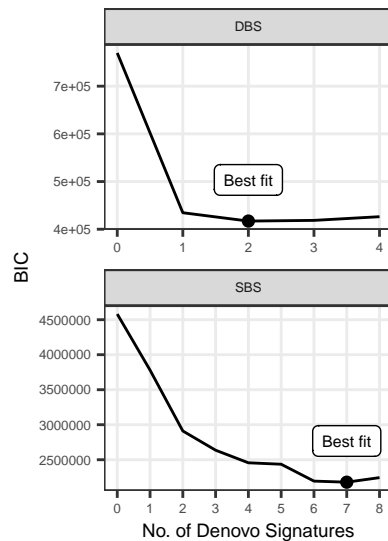 DBS
7e+05
6e+05
5e+05
4e+05
Best fit
0 1 2 3 4
BIC
SBS
4500000
4000000
3500000
3000000
2500000
Best fit
0 1 2 3 4 5 6 7 8
No. of Denovo Signatures